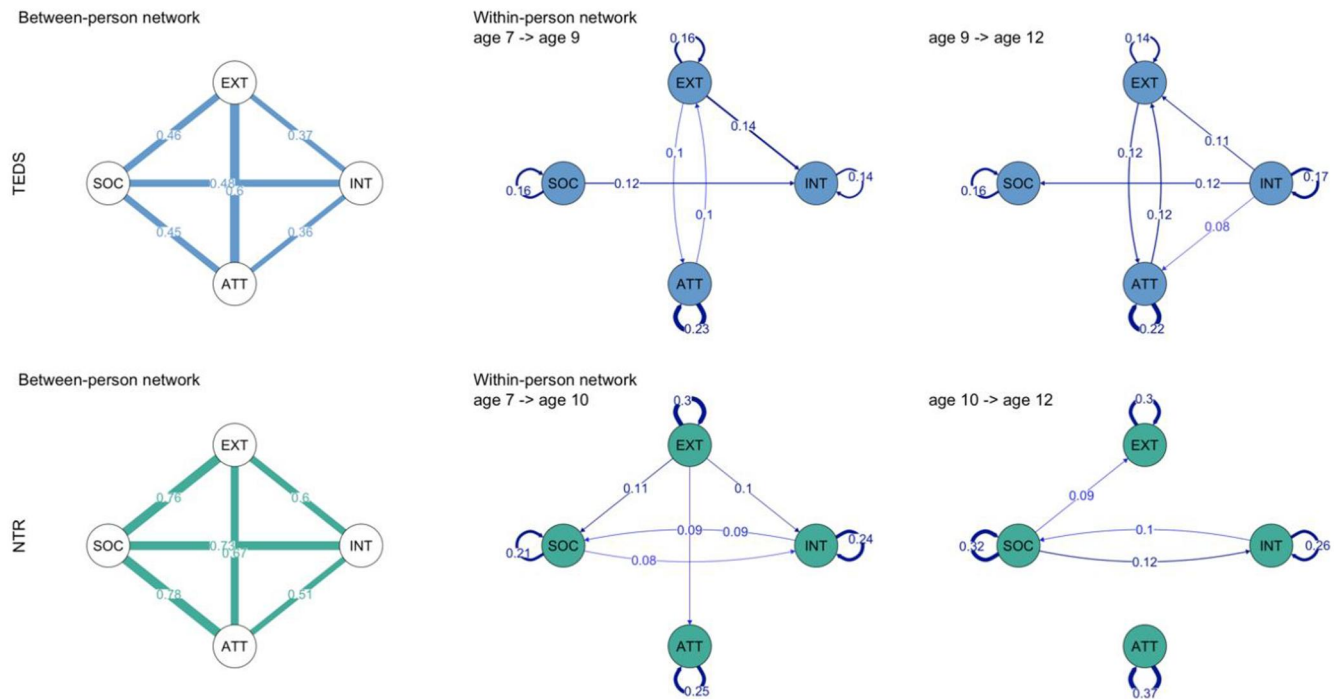 Between-person network
Within-person network
age 7 -> age 9
age 9 -> age 12
TEDS
EXT
0.46
0.37
SOC
0.48
0.6
INT
0.45
0.36
ATT
0.16
EXT
0.14
0.1
0.16
SOC
0.12
INT
0.14
0.1
ATT
0.23
0.14
EXT
0.12
0.11
0.16
SOC
0.12
INT
0.17
0.12
0.08
ATT
0.22
Between-person network
Within-person network
age 7 -> age 10
age 10 -> age 12
NTR
EXT
0.76
0.6
SOC
0.73
0.67
INT
0.78
0.51
ATT
0.3
EXT
0.11
0.1
0.09
0.09
0.21
SOC
0.08
INT
0.24
ATT
0.25
0.3
EXT
0.09
0.32
SOC
0.1
0.12
INT
0.26
ATT
0.37